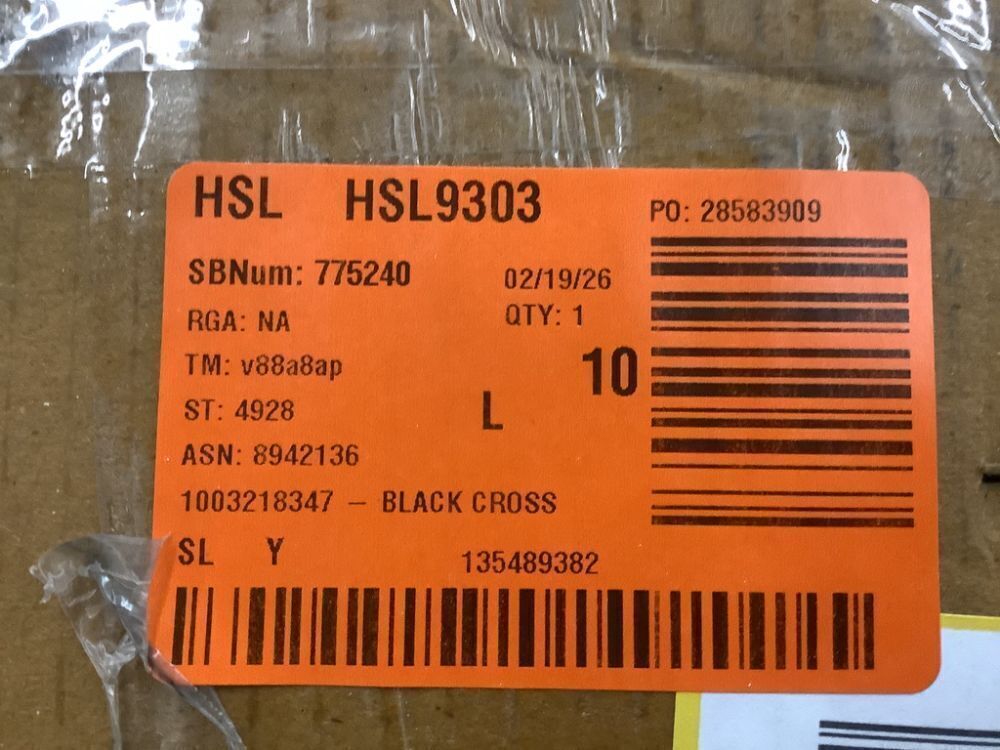 HSL HSL9303
PO: 28583909
SBNum: 775240 02/19/26
RGA: NA QTY: 1
TM: v88a8ap 10
ST: 4928 L
ASN: 8942136
1003218347 – BLACK CROSS
SL Y 135489382